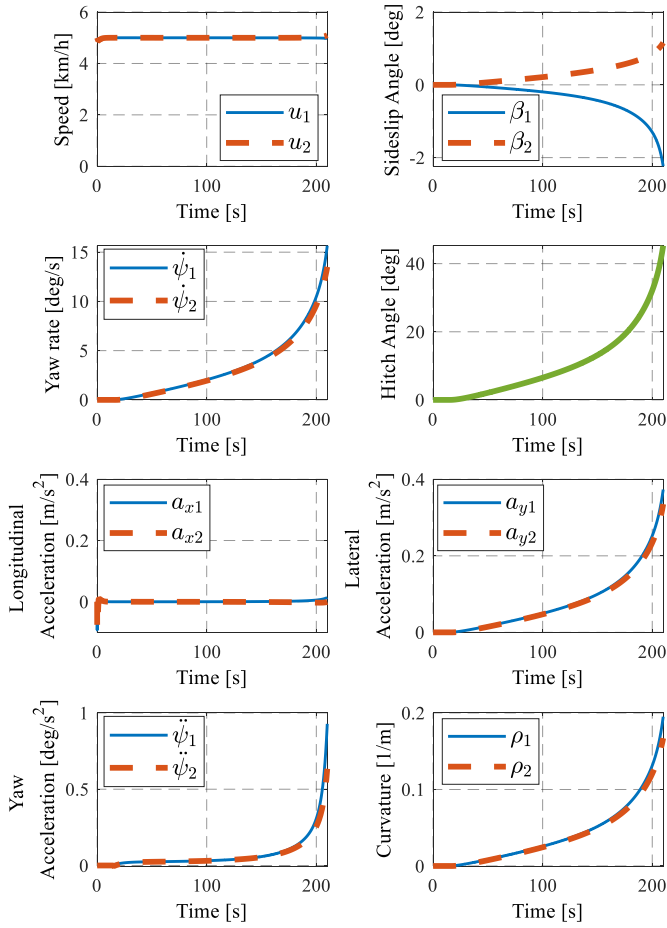 Speed [km/h]
6
4
2
0
u₁
u₂
0 100 200
Time [s]
Sideslip Angle [deg]
2
0
-2
β₁
β₂
0 100 200
Time [s]
Yaw rate [deg/s]
15
10
5
0
ψ̇₁
ψ̇₂
0 100 200
Time [s]
Hitch Angle [deg]
40
20
0
0 100 200
Time [s]
Longitudinal
Acceleration [m/s²]
0.4
0.2
0
aₓ₁
aₓ₂
0 100 200
Time [s]
Lateral
Acceleration [m/s²]
0.4
0.2
0
a_y1
a_y2
0 100 200
Time [s]
Yaw
Acceleration [deg/s²]
1
0.5
0
ψ̈₁
ψ̈₂
0 100 200
Time [s]
Curvature [1/m]
0.2
0.1
0
ρ₁
ρ₂
0 100 200
Time [s]